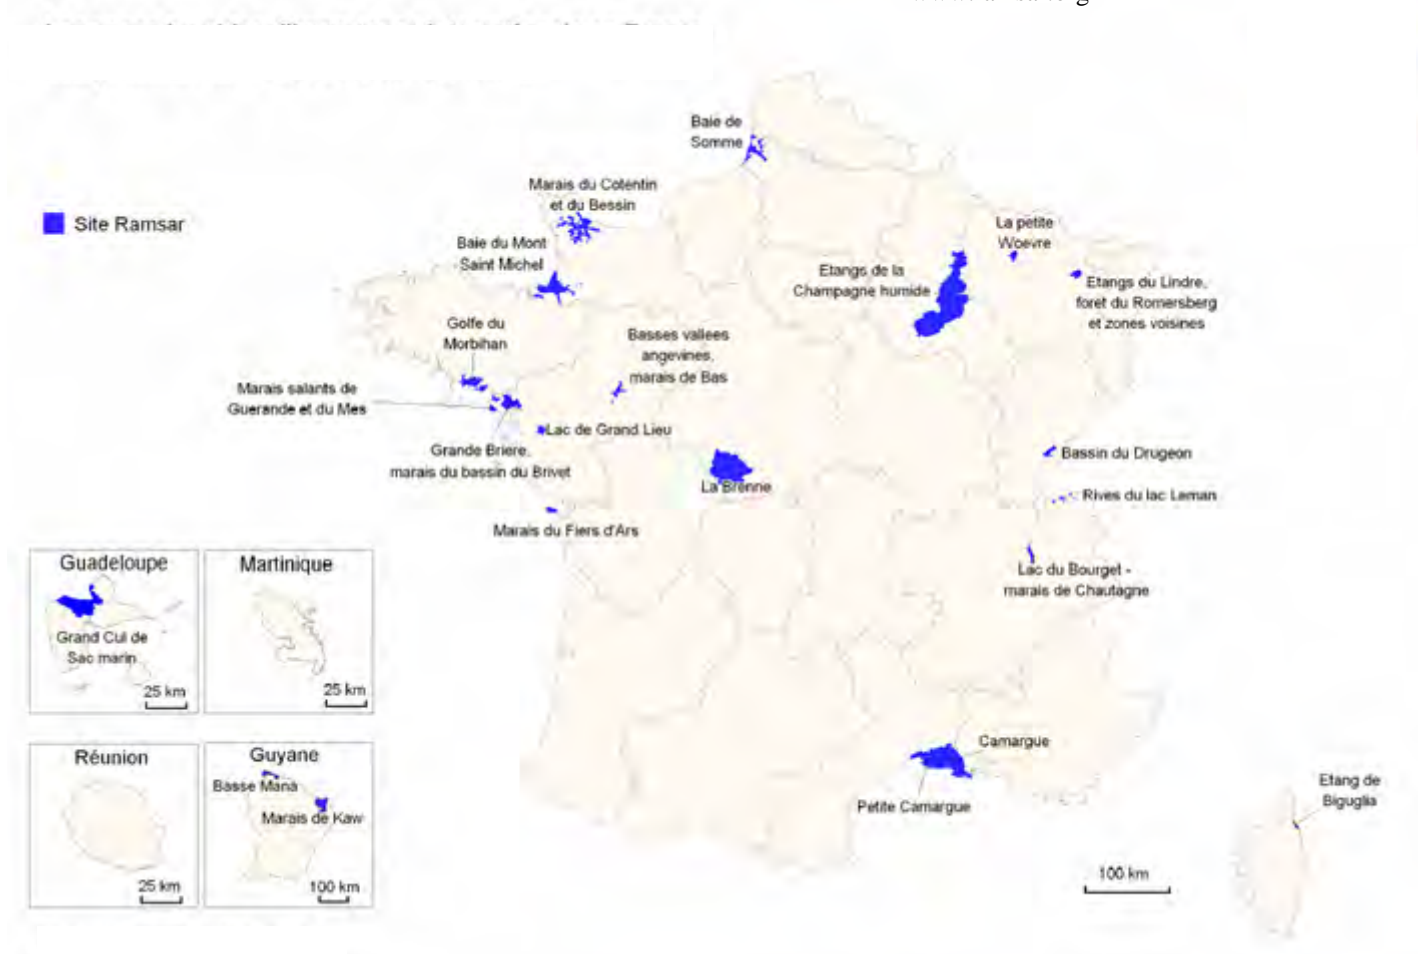 Baie de
Somme
Marais du Cotentin
et du Bessin
Site Ramsar
La petite
Woevre
Baie du Mont
Saint Michel
Etangs de la
Champagne humide
Etangs du Lindre,
foret du Romersberg
et zones voisines
Golfe du
Morbihan
Basses vallees
angevines,
marais de Bas
Marais salants de
Guerande et du Mes
Lac de Grand Lieu
Grande Briere,
marais du bassin du Brivet
Bassin du Drugeon
La Brenne
Rives du lac Leman
Marais du Fiers d'Ars
Lac du Bourget -
marais de Chautagne
Guadeloupe
Grand Cul de
Sac marin
25 km
Martinique
25 km
Réunion
25 km
Guyane
Basse Mana
Marais de Kaw
100 km
Camargue
Petite Camargue
Etang de
Biguglia
100 km